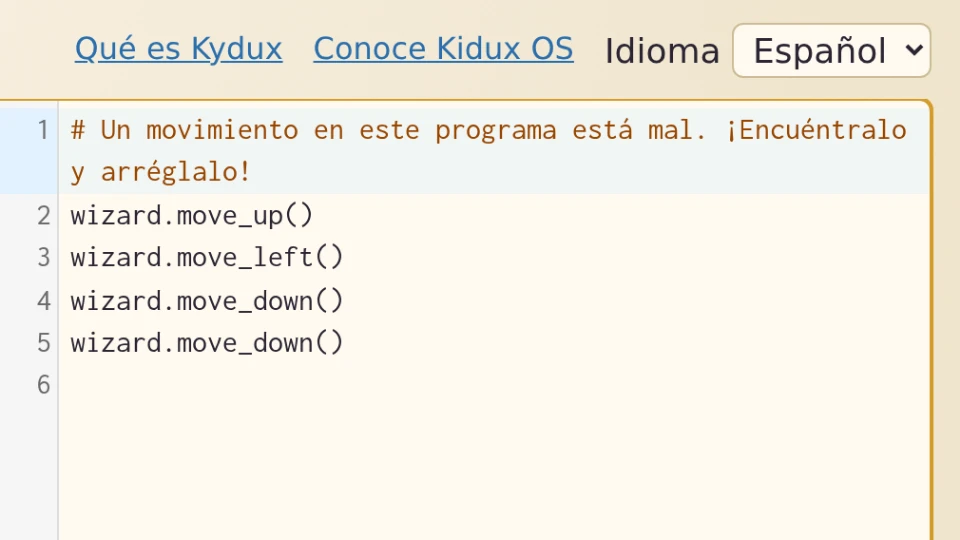 Qué es Kydux Conoce Kidux OS Idioma Español
1 # Un movimiento en este programa está mal. ¡Encuéntralo
y arréglalo!
2 wizard.move_up()
3 wizard.move_left()
4 wizard.move_down()
5 wizard.move_down()
6